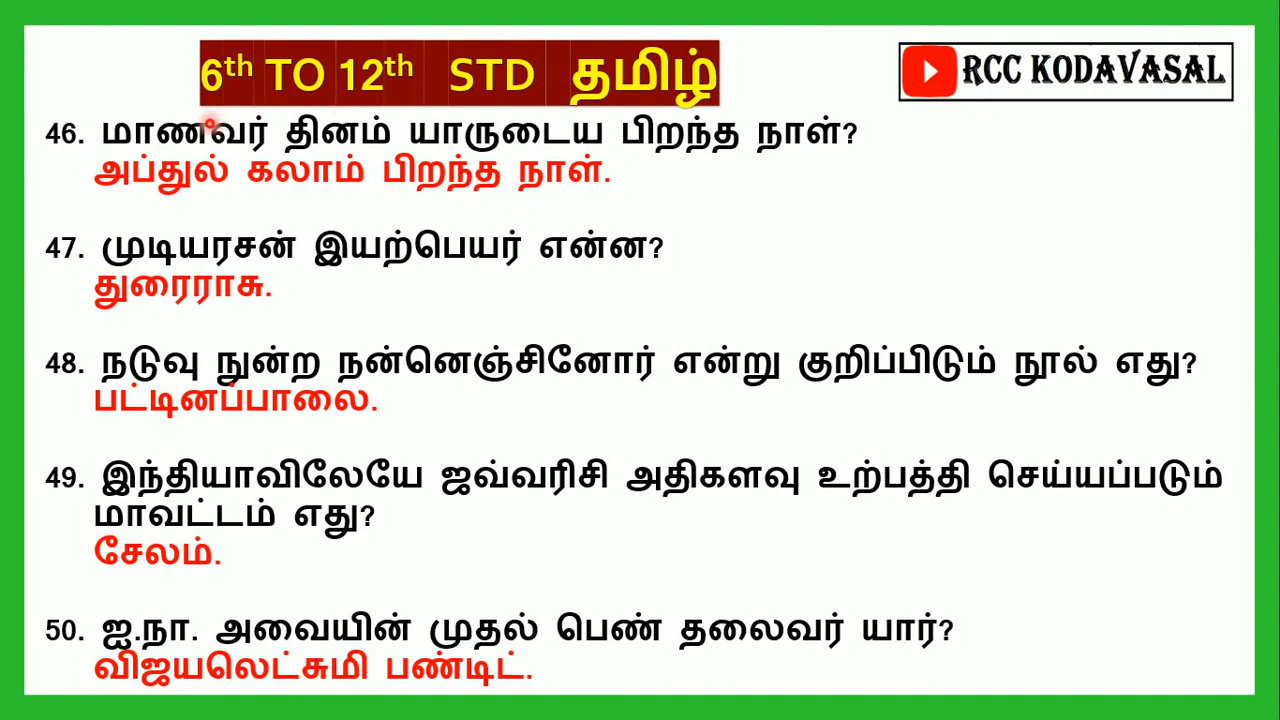 6th TO 12th STD தமிழ்
RCC KODAVASAL
46. மாணவர் தினம் யாருடைய பிறந்த நாள்?
அப்துல் கலாம் பிறந்த நாள்.
47. முடியரசன் இயற்பெயர் என்ன?
துரைராசு.
48. நடுவு நுன்ற நன்னெஞ்சினோர் என்று குறிப்பிடும் நூல் எது?
பட்டினப்பாலை.
49. இந்தியாவிலேயே ஜவ்வரிசி அதிகளவு உற்பத்தி செய்யப்படும்
மாவட்டம் எது?
சேலம்.
50. ஐ.நா. அவையின் முதல் பெண் தலைவர் யார்?
விஜயலெட்சுமி பண்டிட்.